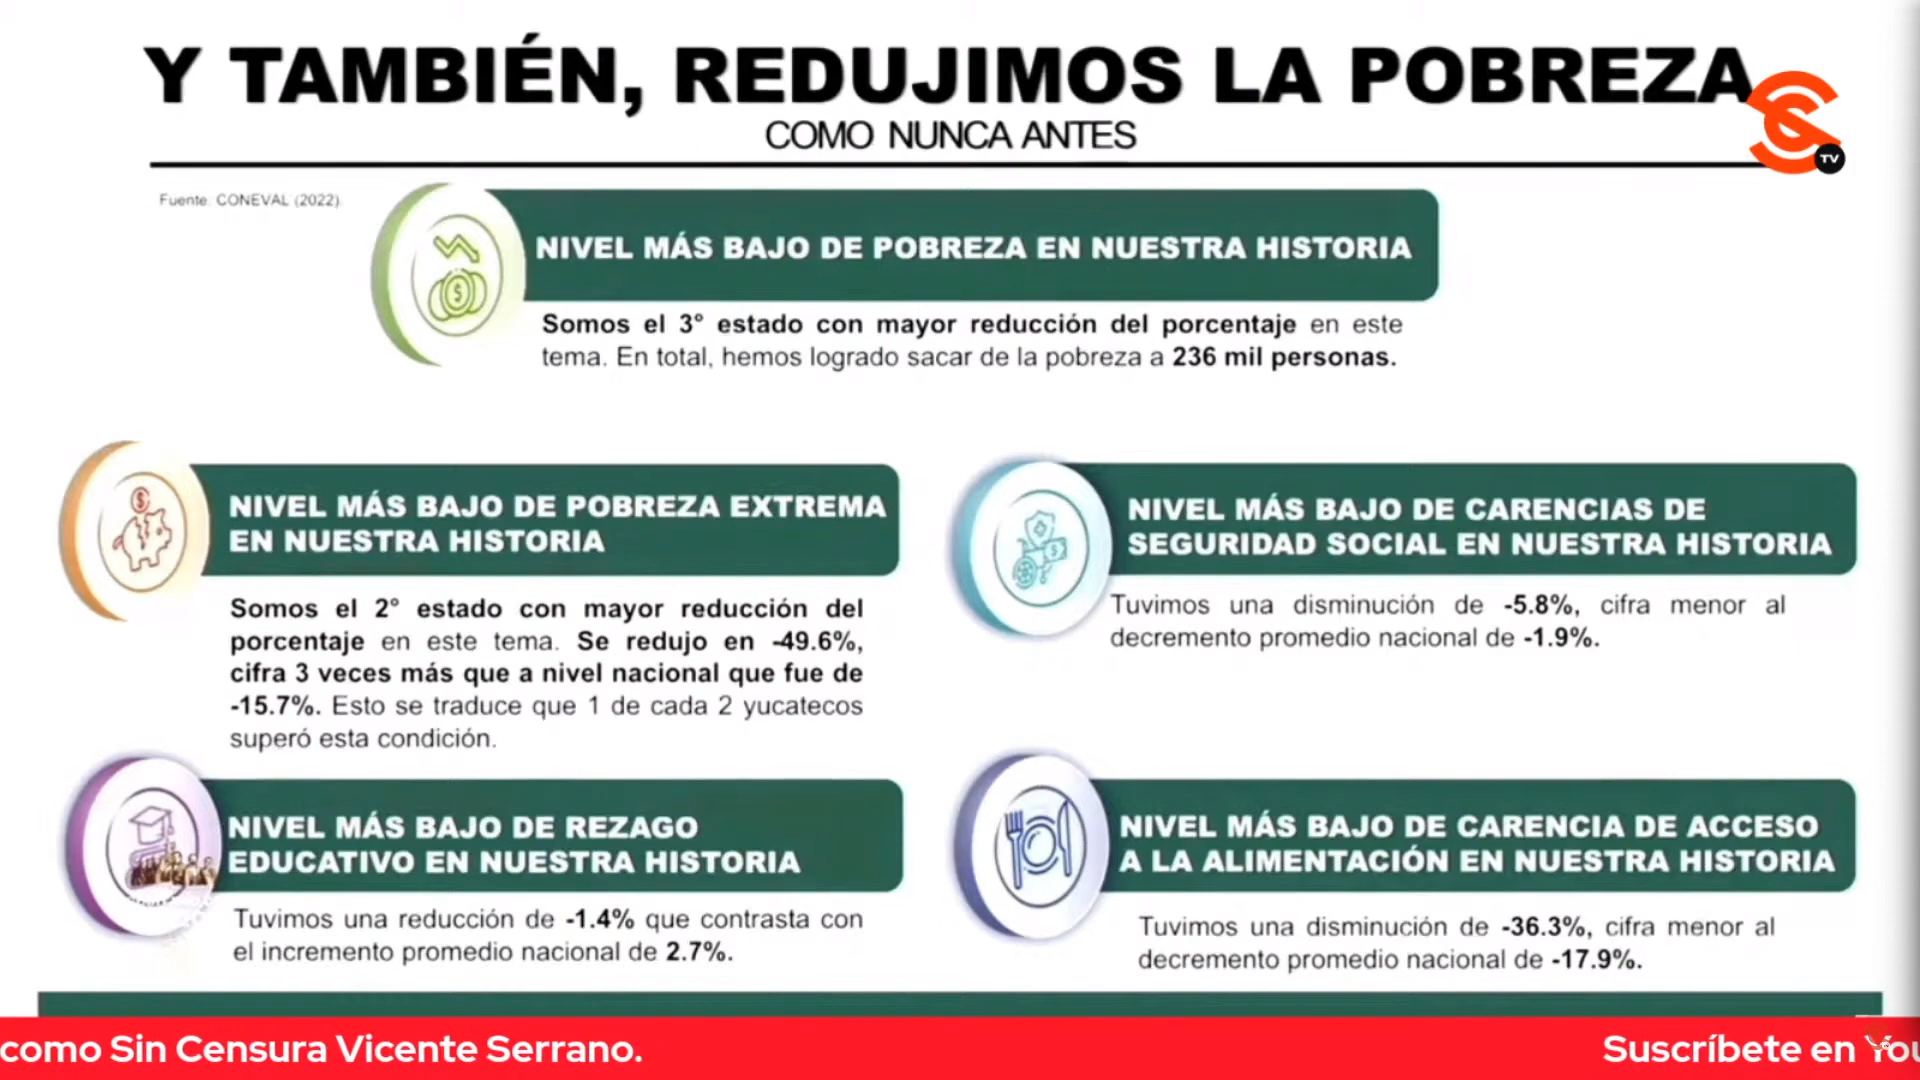 Y TAMBIÉN, REDUJIMOS LA POBREZA
COMO NUNCA ANTES
TV
Fuente. CONEVAL (2022).
NIVEL MÁS BAJO DE POBREZA EN NUESTRA HISTORIA
Somos el 3° estado con mayor reducción del porcentaje en este
tema. En total, hemos logrado sacar de la pobreza a 236 mil personas.
NIVEL MÁS BAJO DE POBREZA EXTREMA
EN NUESTRA HISTORIA
Somos el 2° estado con mayor reducción del
porcentaje en este tema. Se redujo en -49.6%,
cifra 3 veces más que a nivel nacional que fue de
-15.7%. Esto se traduce que 1 de cada 2 yucatecos
superó esta condición.
NIVEL MÁS BAJO DE CARENCIAS DE
SEGURIDAD SOCIAL EN NUESTRA HISTORIA
Tuvimos una disminución de -5.8%, cifra menor al
decremento promedio nacional de -1.9%.
NIVEL MÁS BAJO DE REZAGO
EDUCATIVO EN NUESTRA HISTORIA
Tuvimos una reducción de -1.4% que contrasta con
el incremento promedio nacional de 2.7%.
NIVEL MÁS BAJO DE CARENCIA DE ACCESO
A LA ALIMENTACIÓN EN NUESTRA HISTORIA
Tuvimos una disminución de -36.3%, cifra menor al
decremento promedio nacional de -17.9%.
como Sin Censura Vicente Serrano.
Suscríbete en You